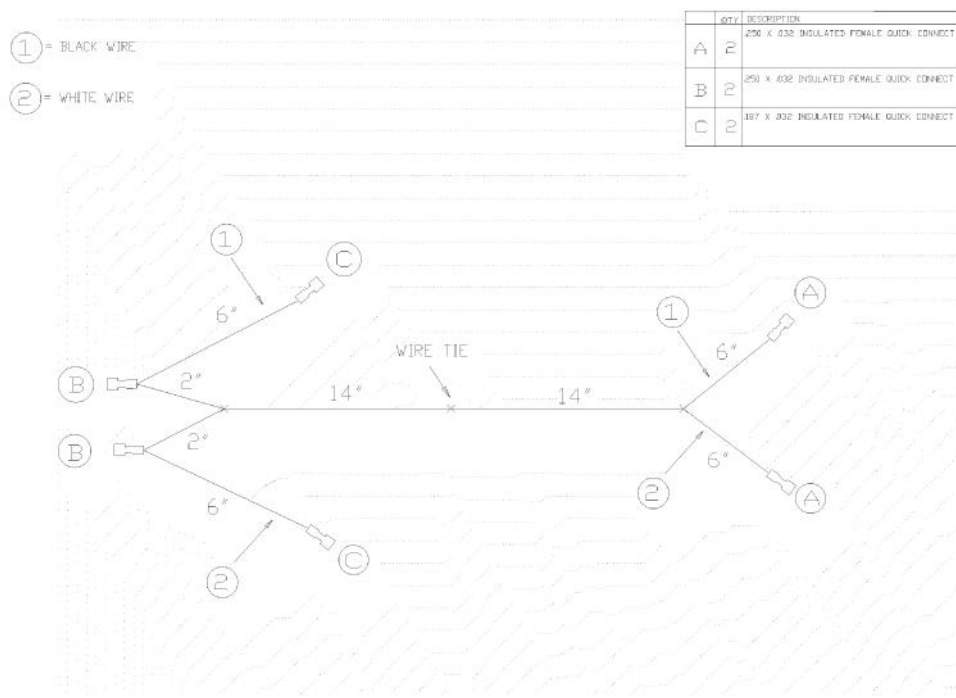 1 = BLACK WIRE
2 = WHITE WIRE
QTY DESCRIPTION
A 2 .250 X .032 INSULATED FEMALE QUICK CONNECT
B 2 .250 X .032 INSULATED FEMALE QUICK CONNECT
C 2 .187 X .032 INSULATED FEMALE QUICK CONNECT
1
C
6"
1
A
WIRE TIE
6"
B
2"
14"
14"
B
2"
6"
A
6"
2
C
2